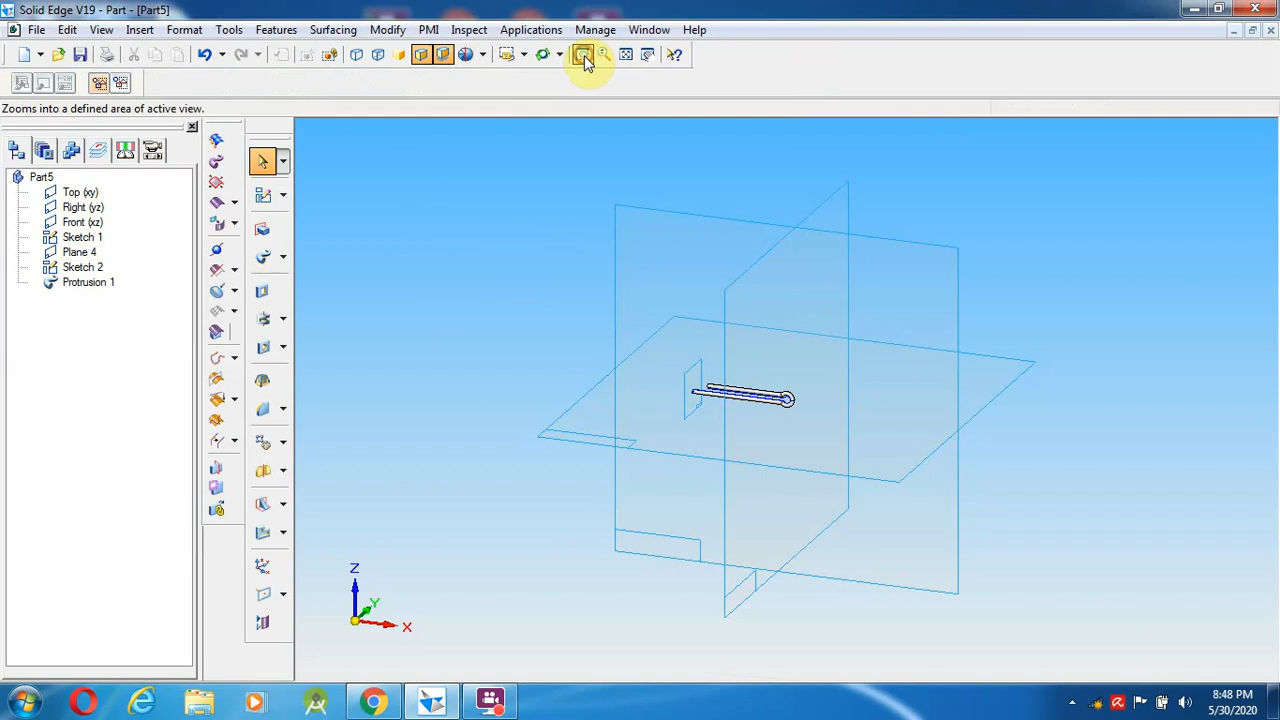 Solid Edge V19 - Part - [Part5]
File Edit View Insert Format Tools Features Surfacing Modify PMI Inspect Applications Manage Window Help
Zooms into a defined area of active view.
Part5
Top (xy)
Right (yz)
Front (xz)
Sketch 1
Plane 4
Sketch 2
Protrusion 1
Z
Y
X
8:48 PM
5/30/2020